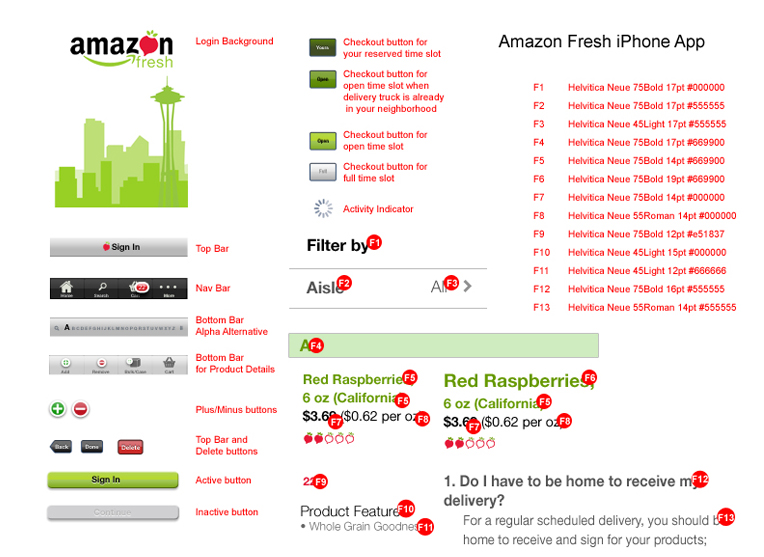 amazon
fresh
Login Background
Sign In
Top Bar
Home
Search
22
More
Nav Bar
A B C D E F G H I J K L M N O P Q R S T U V W X Y Z
Bottom Bar
Alpha Alternative
Add
Remove
Cart
Bottom Bar
for Product Details
Plus/Minus buttons
Back
Done
Delete
Top Bar and
Delete buttons
Sign In
Active button
Continue
Inactive button
Yours
Checkout button for
your reserved time slot
Open
Checkout button for
open time slot when
delivery truck is already
in your neighborhood
Open
Checkout button for
open time slot
Full
Checkout button for
full time slot
Activity Indicator
Filter by F1
Aisle F2
All F3
A F4
Red Raspberries F5
6 oz (California) F5
$3.69 F7 ($0.62 per oz) F8
Red Raspberries, F6
6 oz (California) F5
$3.69 F7 ($0.62 per oz) F8
22 F9
Product Features F10
• Whole Grain Goodness F11
1. Do I have to be home to receive my F12
delivery?
For a regular scheduled delivery, you should be F13
home to receive and sign for your products;
Amazon Fresh iPhone App
F1 Helvitica Neue 75Bold 17pt #000000
F2 Helvitica Neue 75Bold 17pt #555555
F3 Helvitica Neue 45Light 17pt #555555
F4 Helvitica Neue 75Bold 17pt #669900
F5 Helvitica Neue 75Bold 14pt #669900
F6 Helvitica Neue 75Bold 19pt #669900
F7 Helvitica Neue 75Bold 14pt #000000
F8 Helvitica Neue 55Roman 14pt #000000
F9 Helvitica Neue 75Bold 12pt #e51837
F10 Helvitica Neue 45Light 15pt #000000
F11 Helvitica Neue 45Light 12pt #666666
F12 Helvitica Neue 75Bold 16pt #555555
F13 Helvitica Neue 55Roman 14pt #555555